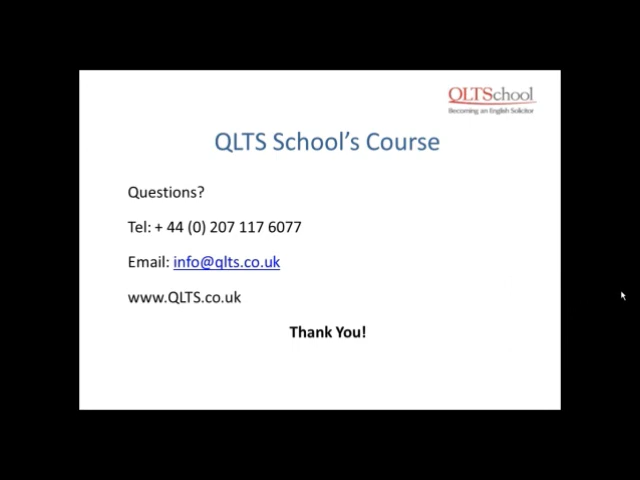 QLTSchool
Becoming an English Solicitor
QLTS School's Course
Questions?
Tel: + 44 (0) 207 117 6077
Email: info@qlts.co.uk
www.QLTS.co.uk
Thank You!